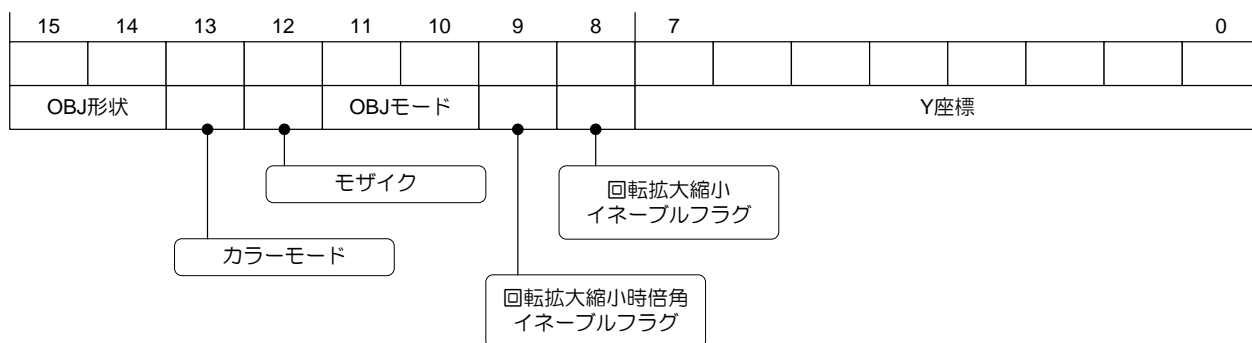 15 14 13 12 11 10 9 8 7 0
OBJ形状 OBJモード Y座標
モザイク
回転拡大縮小
イネーブルフラグ
カラーモード
回転拡大縮小時倍角
イネーブルフラグ